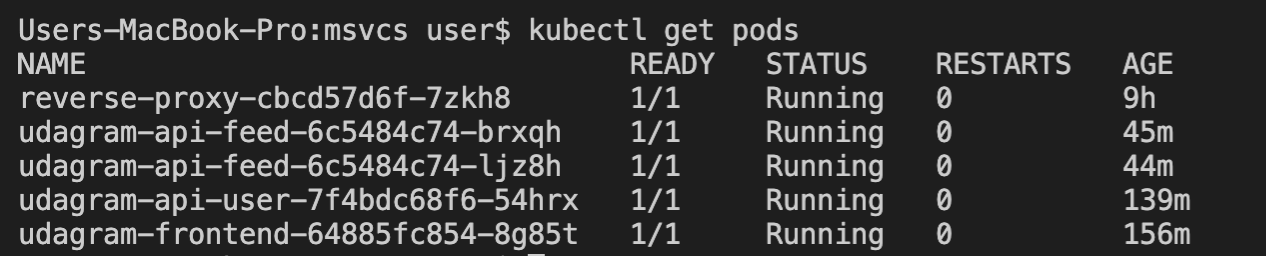 Users-MacBook-Pro:msvcs user$ kubectl get pods
NAME READY STATUS RESTARTS AGE
reverse-proxy-cbcd57d6f-7zkh8 1/1 Running 0 9h
udagram-api-feed-6c5484c74-brxqh 1/1 Running 0 45m
udagram-api-feed-6c5484c74-ljz8h 1/1 Running 0 44m
udagram-api-user-7f4bdc68f6-54hrx 1/1 Running 0 139m
udagram-frontend-64885fc854-8g85t 1/1 Running 0 156m